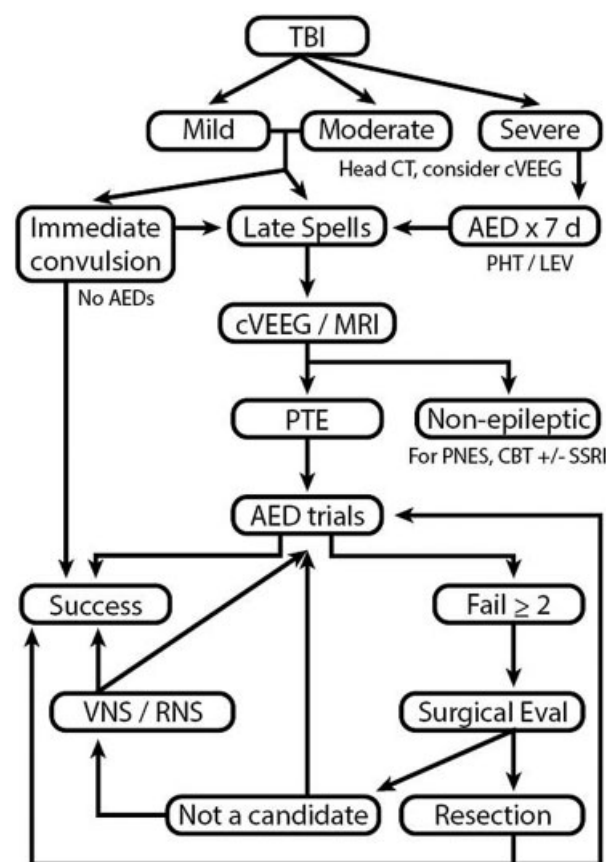 TBI
Mild
Moderate
Severe
Head CT, consider cVEEG
Immediate
convulsion
Late Spells
AED x 7 d
No AEDs
PHT / LEV
cVEEG / MRI
PTE
Non-epileptic
For PNES, CBT +/- SSRI
AED trials
Success
Fail ≥ 2
VNS / RNS
Surgical Eval
Not a candidate
Resection